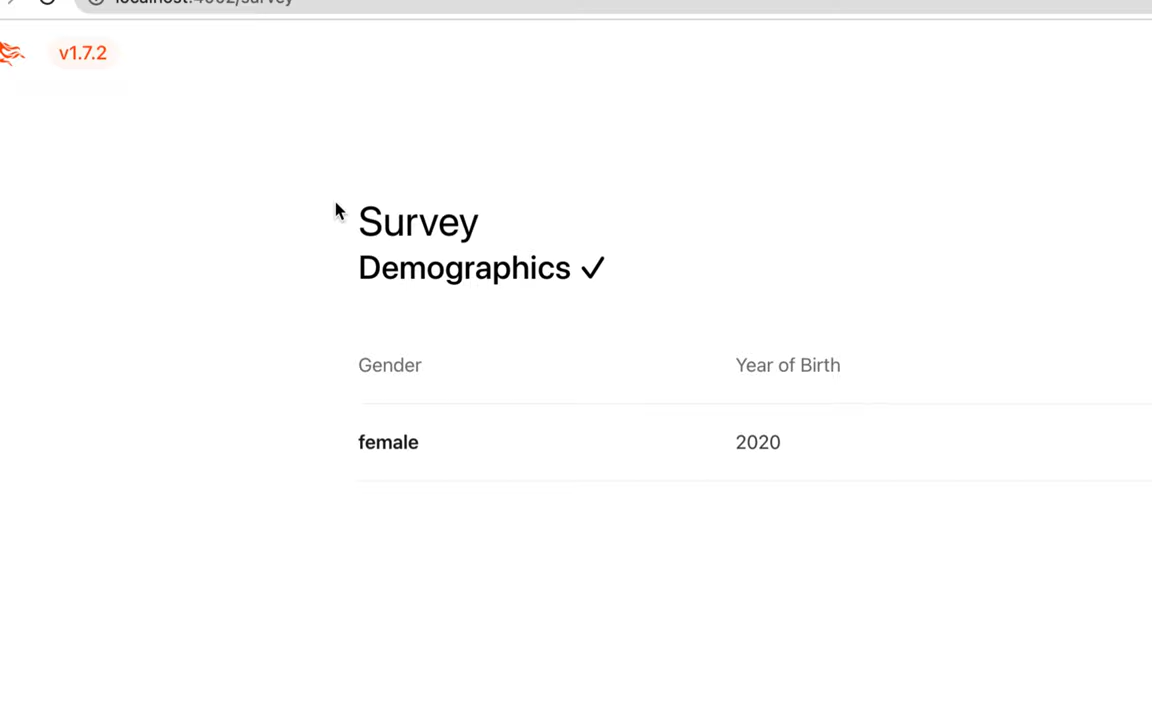 v1.7.2
Survey
Demographics ✓
Gender Year of Birth
female 2020